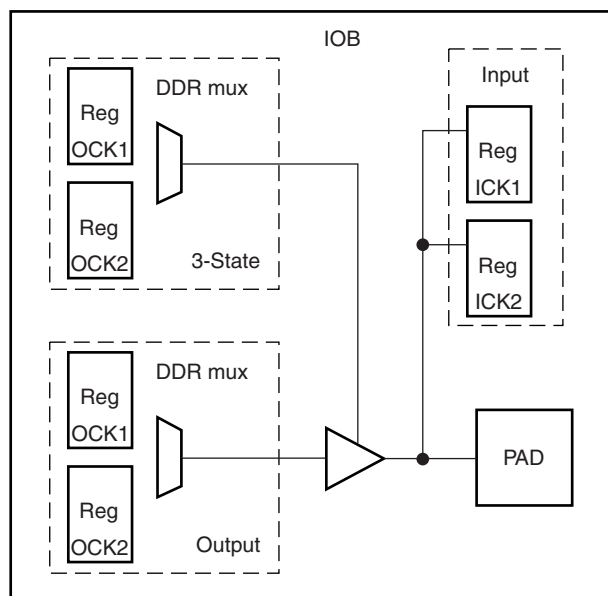 IOB
DDR mux
Reg
OCK1
Reg
OCK2
3-State
Input
Reg
ICK1
Reg
ICK2
DDR mux
Reg
OCK1
Reg
OCK2
Output
PAD